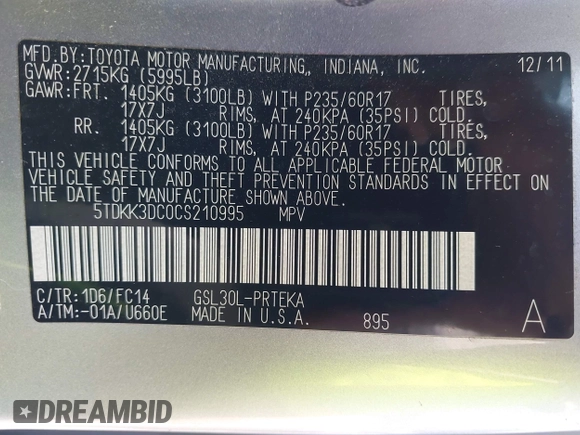 MFD.BY:TOYOTA MOTOR MANUFACTURING, INDIANA, INC. 12/11
GVWR:2715KG (5995LB)
GAWR:FRT. 1405KG (3100LB) WITH P235/60R17 TIRES,
17X7J RIMS, AT 240KPA (35PSI) COLD.
RR. 1405KG (3100LB) WITH P235/60R17 TIRES,
17X7J RIMS, AT 240KPA (35PSI) COLD.
THIS VEHICLE CONFORMS TO ALL APPLICABLE FEDERAL MOTOR
VEHICLE SAFETY AND THEFT PREVENTION STANDARDS IN EFFECT
ON THE DATE OF MANUFACTURE SHOWN ABOVE.
5TDKK3DC0CS210995 MPV
C/TR:1D6/FC14 GSL30L-PRTEKA
A/TM:-01A/U660E MADE IN U.S.A. 895 A
DREAMBID